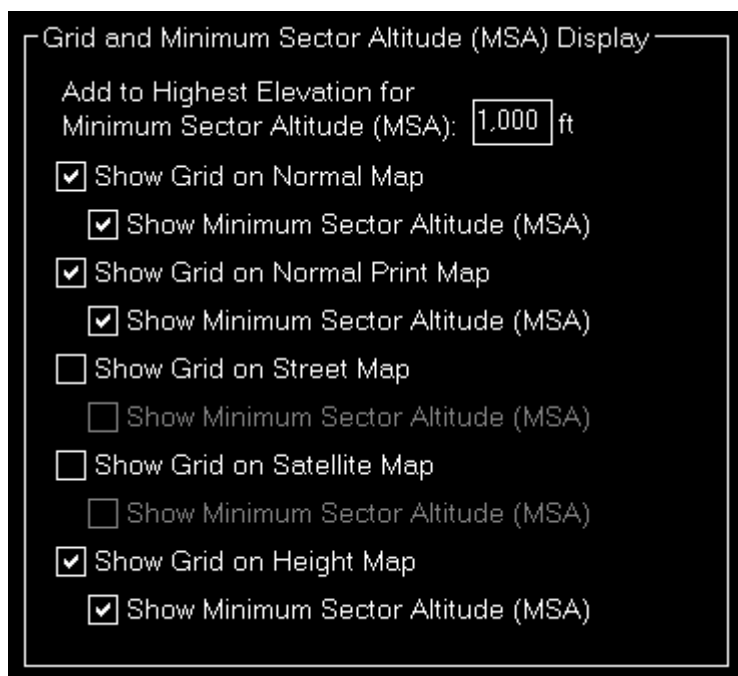 Grid and Minimum Sector Altitude (MSA) Display
Add to Highest Elevation for
Minimum Sector Altitude (MSA): 1,000 ft
Show Grid on Normal Map
Show Minimum Sector Altitude (MSA)
Show Grid on Normal Print Map
Show Minimum Sector Altitude (MSA)
Show Grid on Street Map
Show Minimum Sector Altitude (MSA)
Show Grid on Satellite Map
Show Minimum Sector Altitude (MSA)
Show Grid on Height Map
Show Minimum Sector Altitude (MSA)